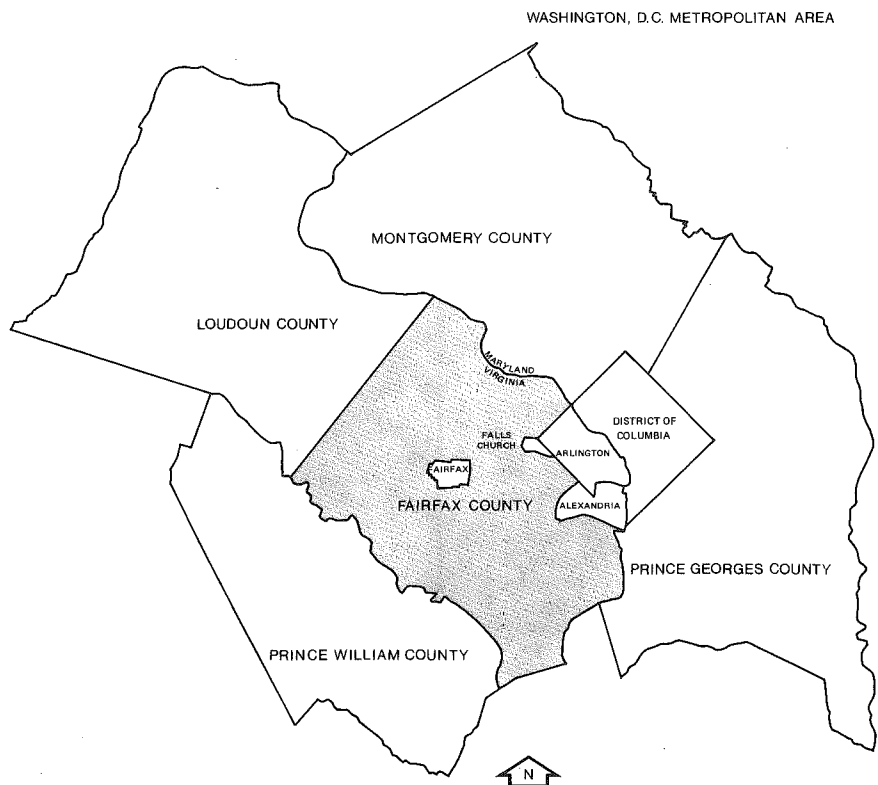 WASHINGTON, D.C. METROPOLITAN AREA
MONTGOMERY COUNTY
LOUDOUN COUNTY
MARYLAND
VIRGINIA
DISTRICT OF
COLUMBIA
FALLS
CHURCH
ARLINGTON
FAIRFAX
FAIRFAX COUNTY
ALEXANDRIA
PRINCE GEORGES COUNTY
PRINCE WILLIAM COUNTY
N